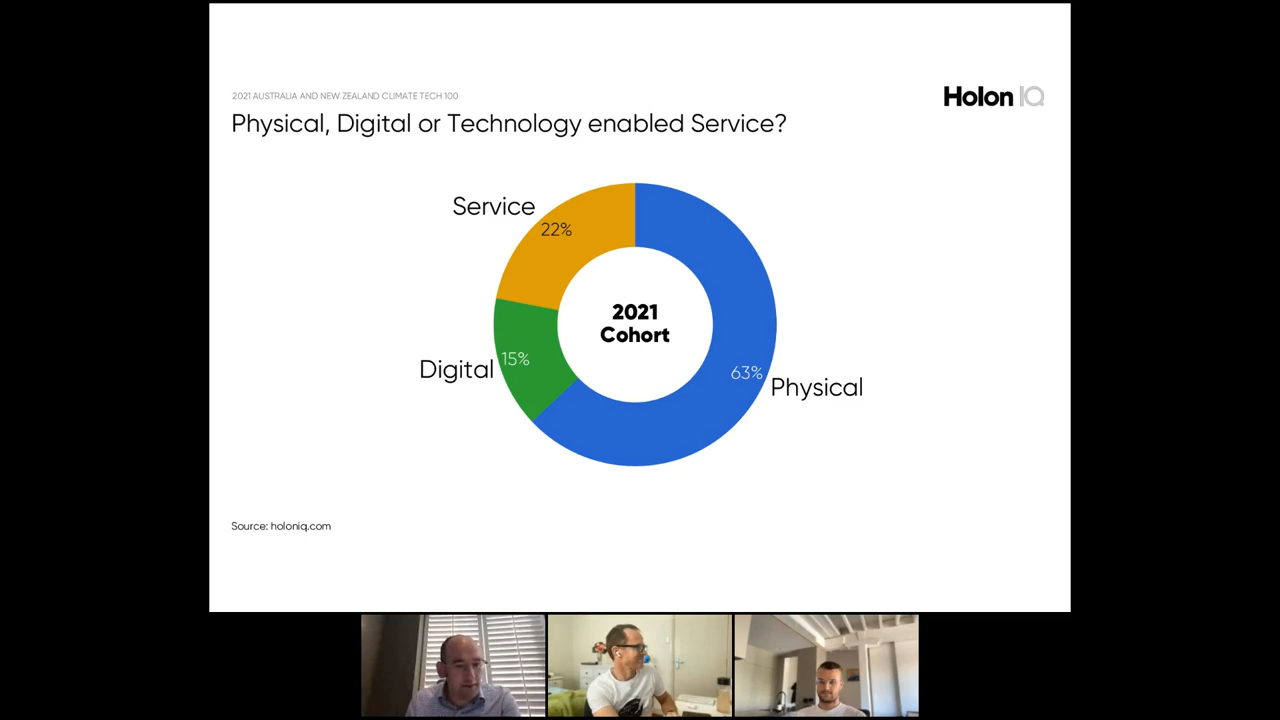 2021 AUSTRALIA AND NEW ZEALAND CLIMATE TECH 100
Holon IQ
Physical, Digital or Technology enabled Service?
Service
22%
2021
Cohort
Digital
15%
63%
Physical
Source: holoniq.com